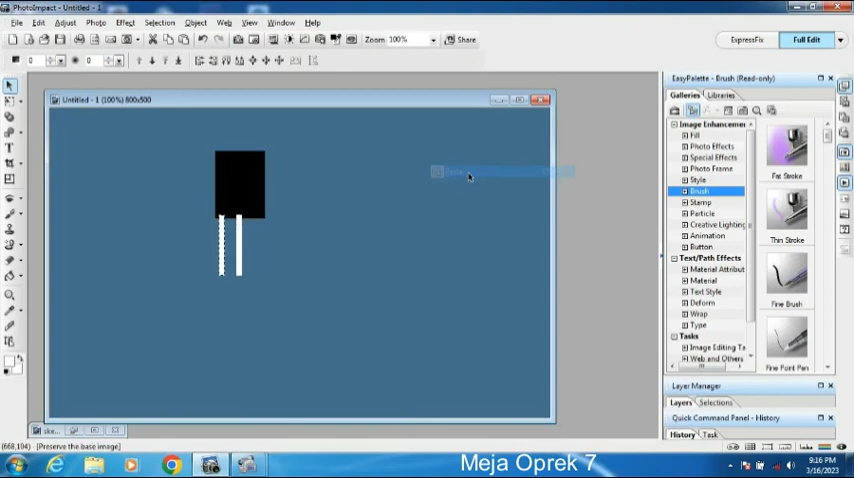 PhotoImpact - Untitled - 1
File Edit Adjust Photo Effect Selection Object Web View Window Help
Zoom: 100% Share ExpressFix Full Edit
0 0
EasyPalette - Brush (Read-only)
Galleries Libraries
Untitled - 1 (100%) 800x500
Image Enhancemen
Fill
Photo Effects
Special Effects
Photo Frame
Style
Brush
Stamp
Particle
Creative Lighting
Animation
Button
Text/Path Effects
Material Attribut
Material
Text Style
Deform
Wrap
Type
Tasks
Image Editing Ta
Web and Others
Fat Stroke
Thin Stroke
Fine Brush
Fine Point Pen
Layer Manager
Layers Selections
Quick Command Panel - History
History Task
ske...
(668,104) [Preserve the base image]
Meja Oprek 7
9:16 PM
3/16/2023